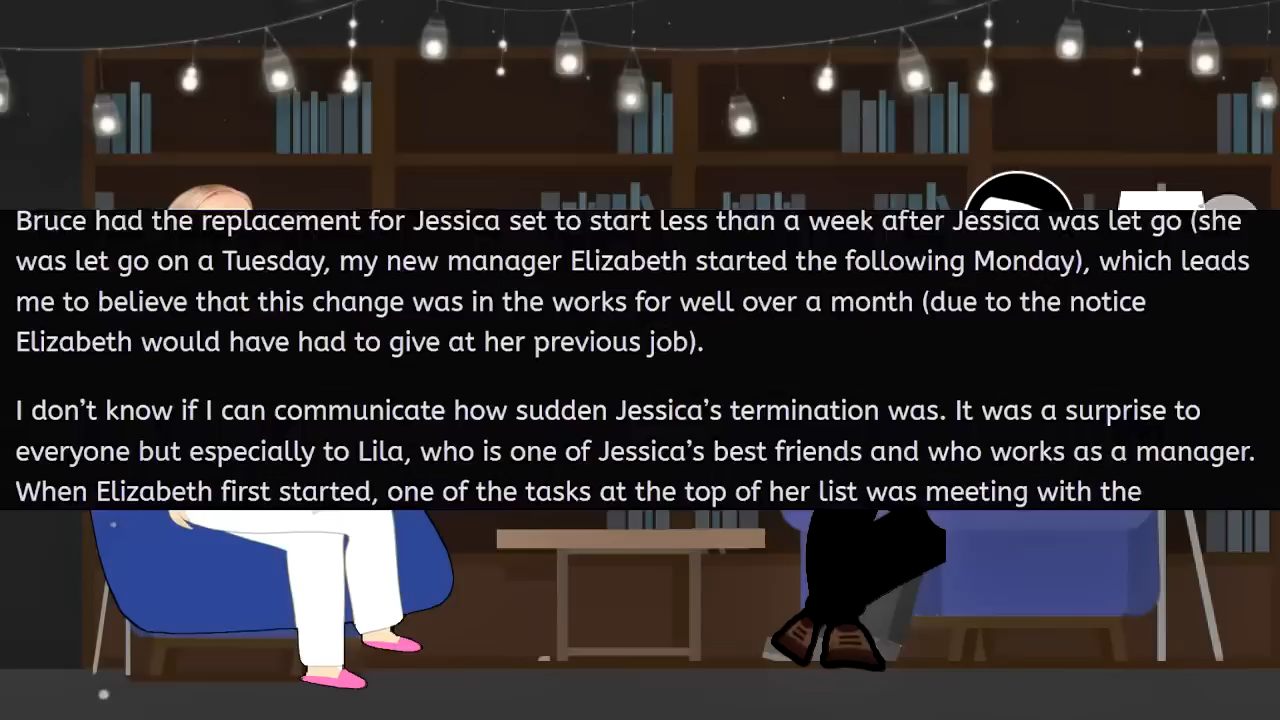 Bruce had the replacement for Jessica set to start less than a week after Jessica was let go (she
was let go on a Tuesday, my new manager Elizabeth started the following Monday), which leads
me to believe that this change was in the works for well over a month (due to the notice
Elizabeth would have had to give at her previous job).
I don’t know if I can communicate how sudden Jessica’s termination was. It was a surprise to
everyone but especially to Lila, who is one of Jessica’s best friends and who works as a manager.
When Elizabeth first started, one of the tasks at the top of her list was meeting with the